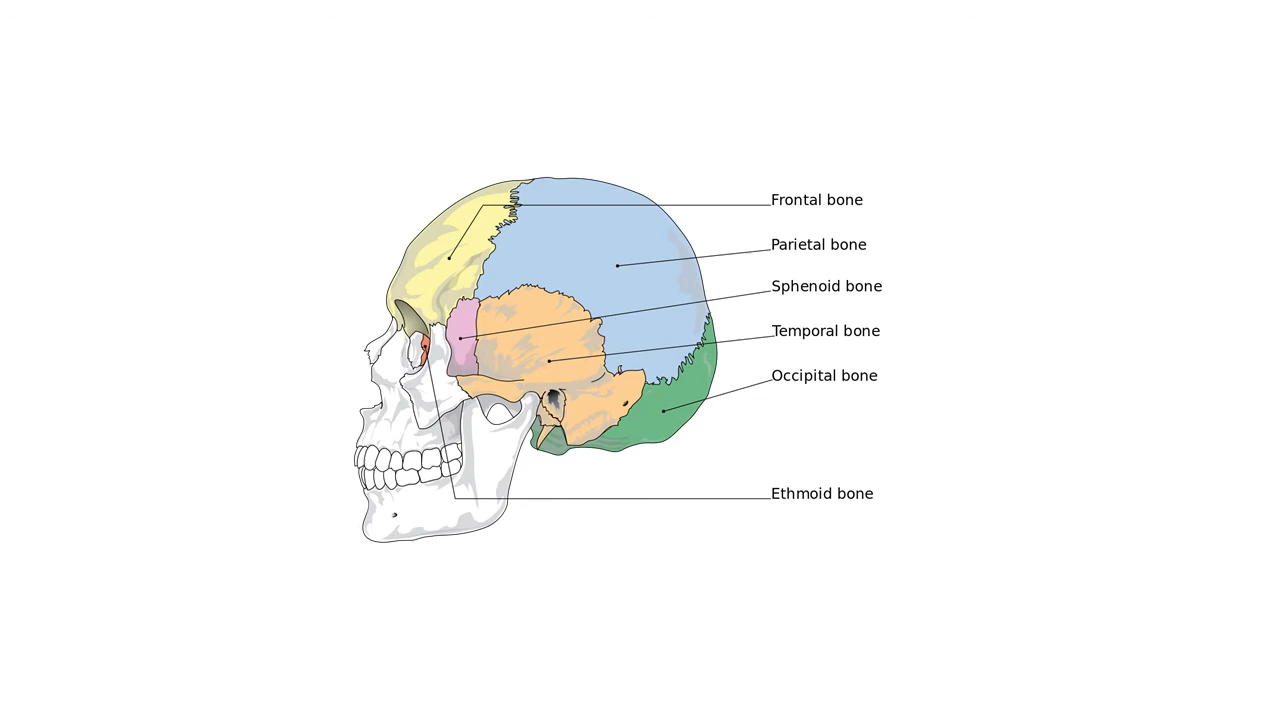 Frontal bone
Parietal bone
Sphenoid bone
Temporal bone
Occipital bone
Ethmoid bone